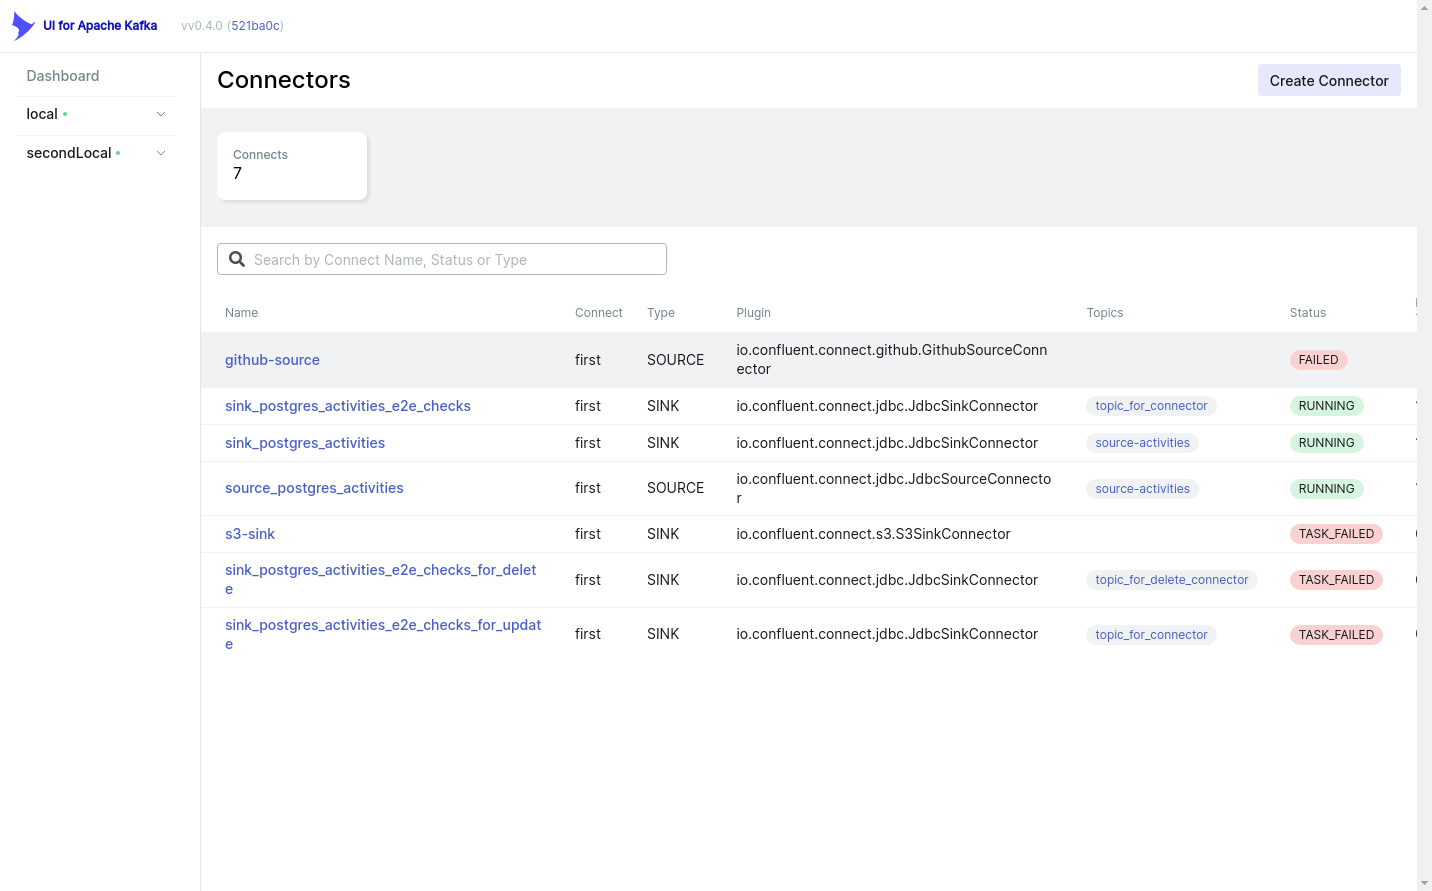 UI for Apache Kafka vv0.4.0 (521ba0c)
Dashboard
local
secondLocal
Connectors
Create Connector
Connects
7
Search by Connect Name, Status or Type
Name Connect Type Plugin Topics Status
github-source first SOURCE io.confluent.connect.github.GithubSourceConn
ector FAILED
sink_postgres_activities_e2e_checks first SINK io.confluent.connect.jdbc.JdbcSinkConnector topic_for_connector RUNNING
sink_postgres_activities first SINK io.confluent.connect.jdbc.JdbcSinkConnector source-activities RUNNING
source_postgres_activities first SOURCE io.confluent.connect.jdbc.JdbcSourceConnecto
r source-activities RUNNING
s3-sink first SINK io.confluent.connect.s3.S3SinkConnector TASK_FAILED
sink_postgres_activities_e2e_checks_for_delet
e first SINK io.confluent.connect.jdbc.JdbcSinkConnector topic_for_delete_connector TASK_FAILED
sink_postgres_activities_e2e_checks_for_updat
e first SINK io.confluent.connect.jdbc.JdbcSinkConnector topic_for_connector TASK_FAILED